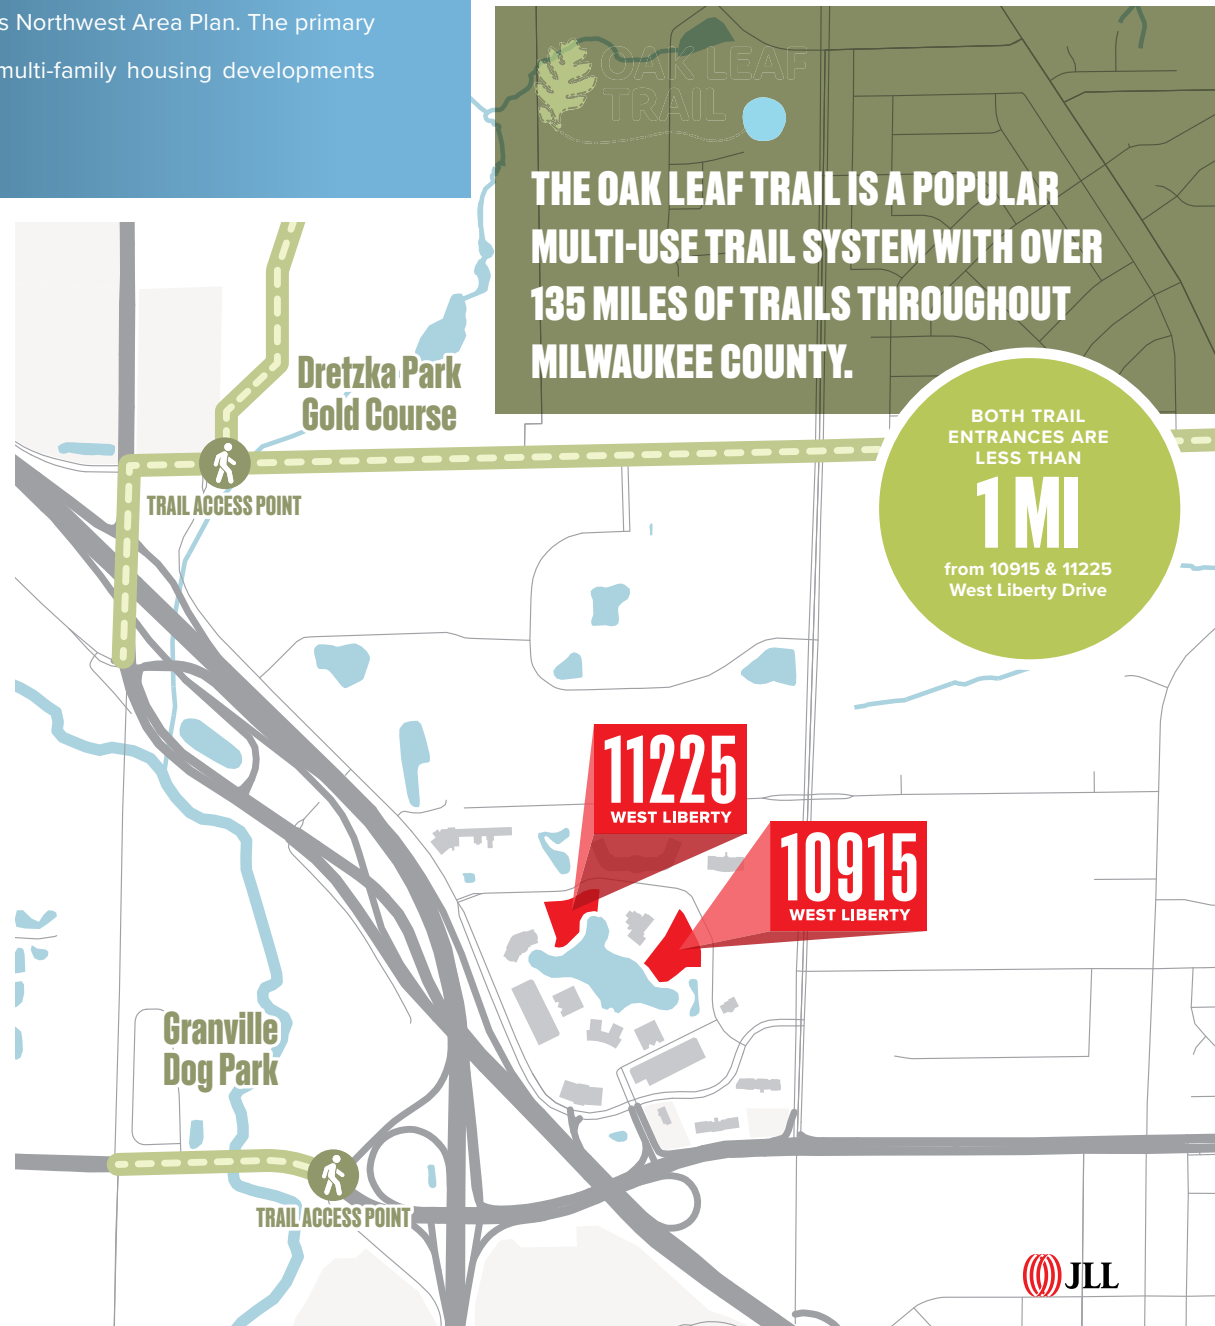 s Northwest Area Plan. The primary
multi-family housing developments
OAK LEAF
TRAIL
THE OAK LEAF TRAIL IS A POPULAR
MULTI-USE TRAIL SYSTEM WITH OVER
135 MILES OF TRAILS THROUGHOUT
MILWAUKEE COUNTY.
Dretzka Park
Gold Course
BOTH TRAIL
ENTRANCES ARE
LESS THAN
1 MI
from 10915 & 11225
West Liberty Drive
TRAIL ACCESS POINT
11225
WEST LIBERTY
10915
WEST LIBERTY
Granville
Dog Park
TRAIL ACCESS POINT
JLL